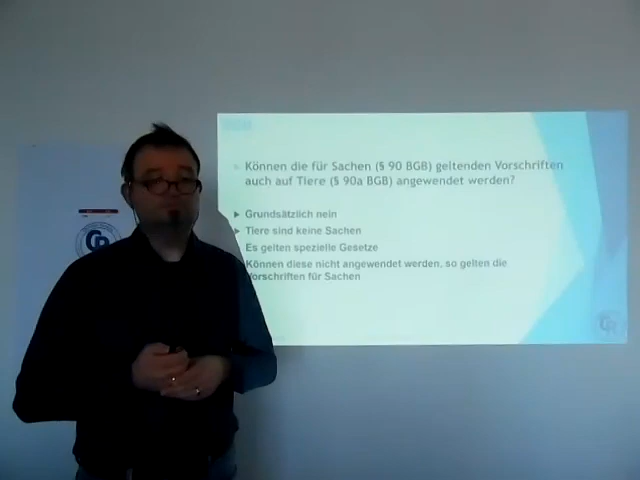 Können die für Sachen (§ 90 BGB) geltenden Vorschriften
auch auf Tiere (§ 90a BGB) angewendet werden?
Grundsätzlich nein
Tiere sind keine Sachen
Es gelten spezielle Gesetze
Können diese nicht angewendet werden, so gelten die
Vorschriften für Sachen